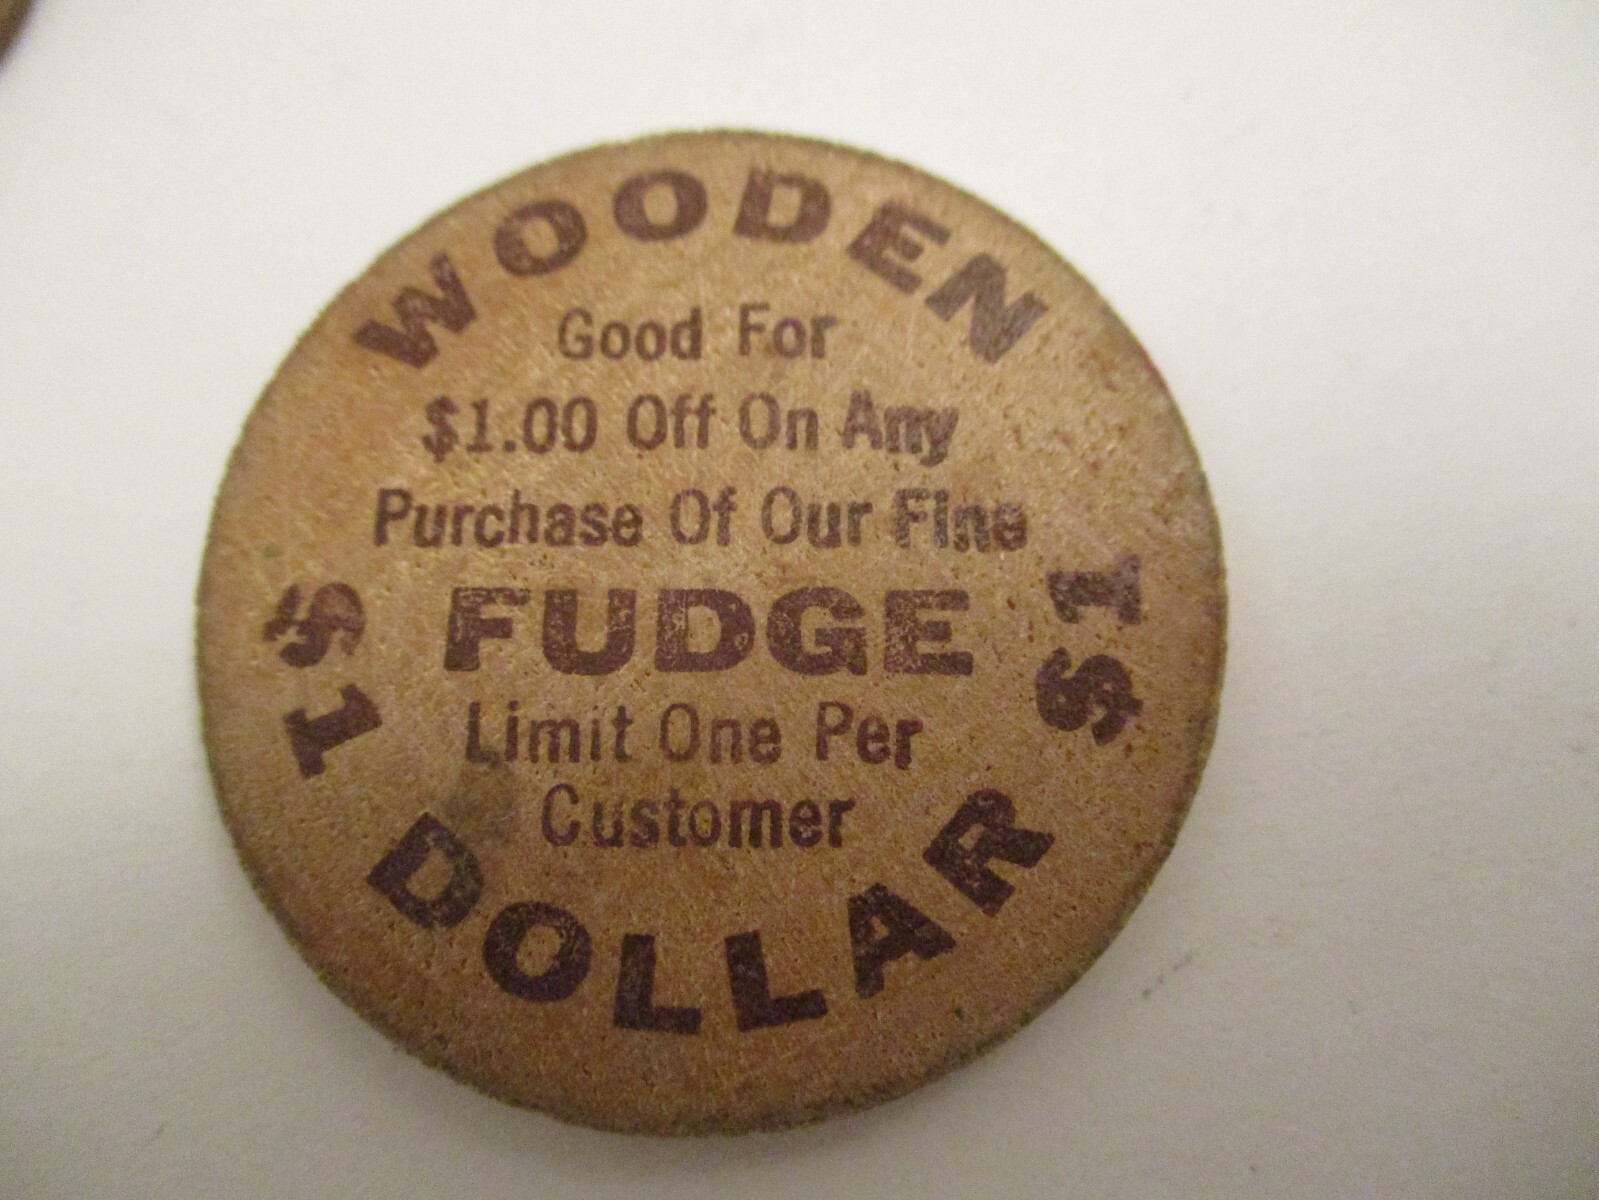 WOODEN
Good For
$1.00 Off On Any
Purchase Of Our Fine
FUDGE
Limit One Per
Customer
$1
$1
DOLLAR